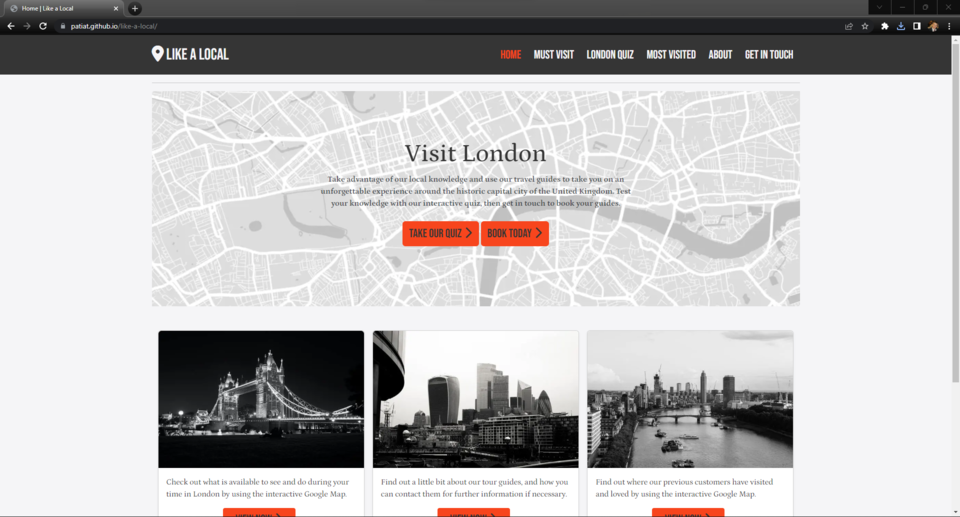 Home | Like a Local
patiat.github.io/like-a-local/
LIKE A LOCAL
HOME
MUST VISIT
LONDON QUIZ
MOST VISITED
ABOUT
GET IN TOUCH
Visit London
Take advantage of our local knowledge and use our travel guides to take you on an
unforgettable experience around the historic capital city of the United Kingdom. Test
your knowledge with our interactive quiz, then get in touch to book your guides.
TAKE OUR QUIZ
BOOK TODAY
Check out what is available to see and do during your
time in London by using the interactive Google Map.
Find out a little bit about our tour guides, and how you
can contact them for further information if necessary.
Find out where our previous customers have visited
and loved by using the interactive Google Map.
VIEW NOW
VIEW NOW
VIEW NOW